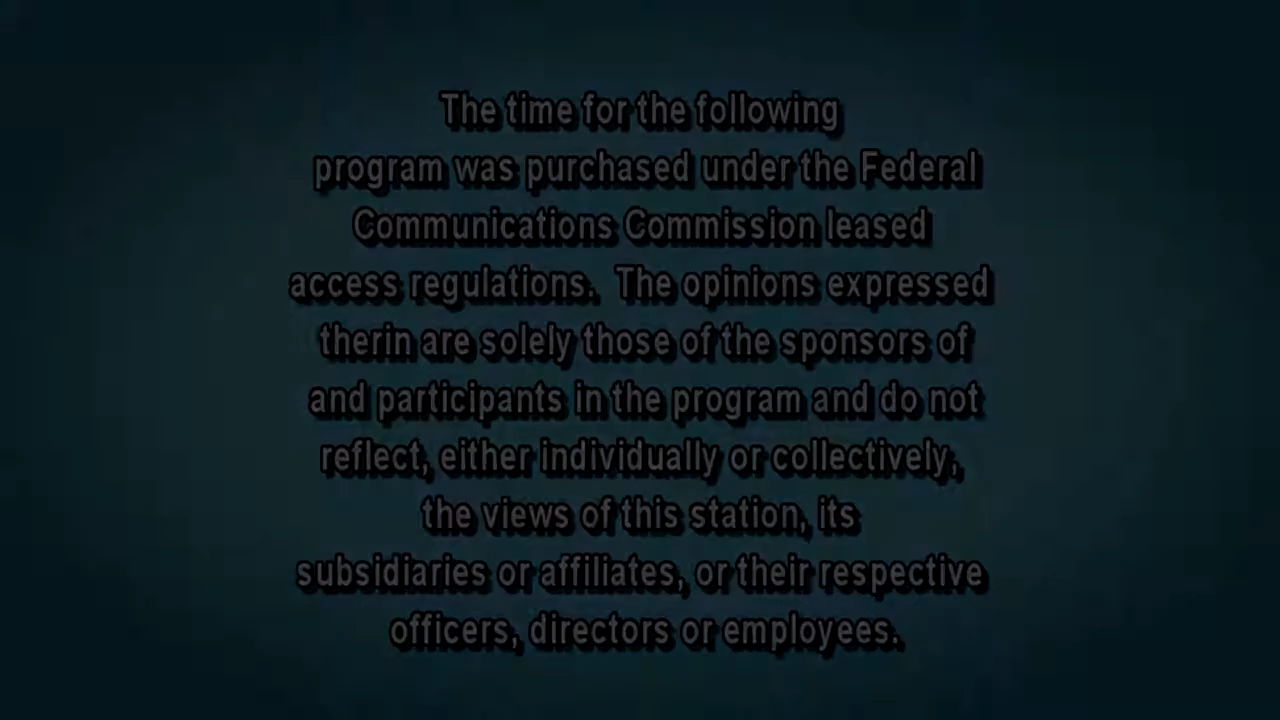 The time for the following
program was purchased under the Federal
Communications Commission leased
access regulations.  The opinions expressed
therin are solely those of the sponsors of
and participants in the program and do not
reflect, either individually or collectively,
the views of this station, its
subsidiaries or affiliates, or their respective
officers, directors or employees.